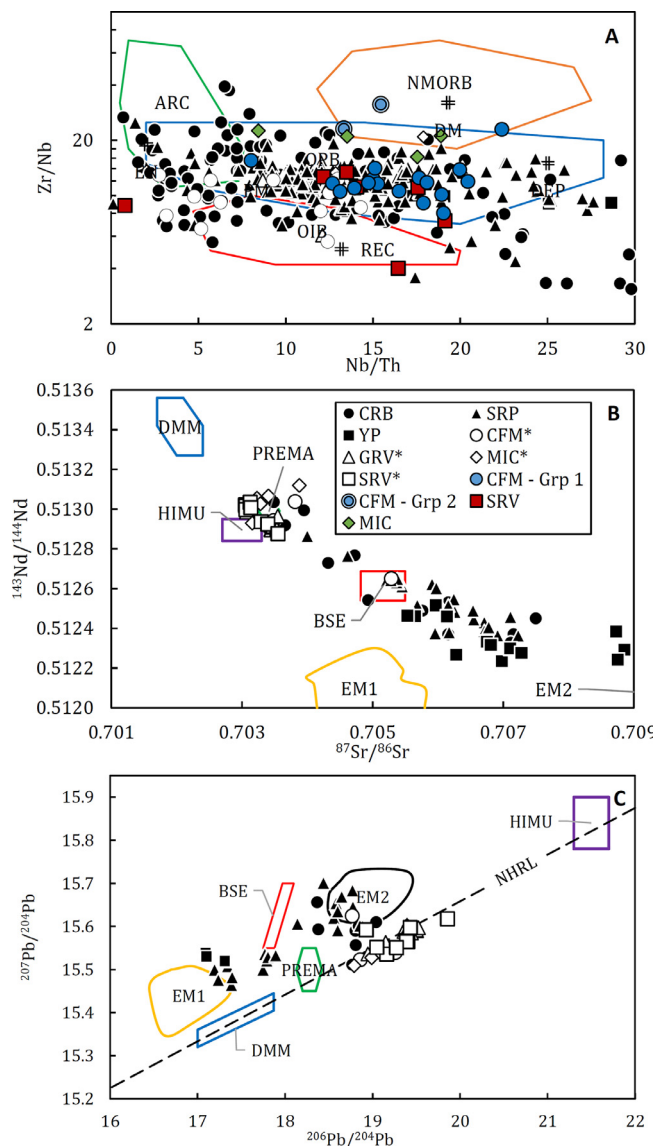 A
ARC
NMORB
DM
20
Zr/Nb
OPB
DEP
OIB
REC
2
0
5
10
15
20
25
30
Nb/Th
0.5136
B
DMM
CRB
SRP
YP
CFM*
GRV*
MIC*
SRV*
CFM - Grp 1
CFM - Grp 2
SRV
MIC
0.5134
0.5132
PREMA
0.5130
HIMU
143Nd/144Nd
0.5128
0.5126
BSE
0.5124
0.5122
EM1
EM2
0.5120
0.701
0.703
0.705
0.707
0.709
87Sr/86Sr
C
15.9
HIMU
15.8
NHRL
15.7
BSE
EM2
207Pb/204Pb
15.6
15.5
PREMA
EM1
15.4
DMM
15.3
15.2
16
17
18
19
20
21
22
206Pb/204Pb